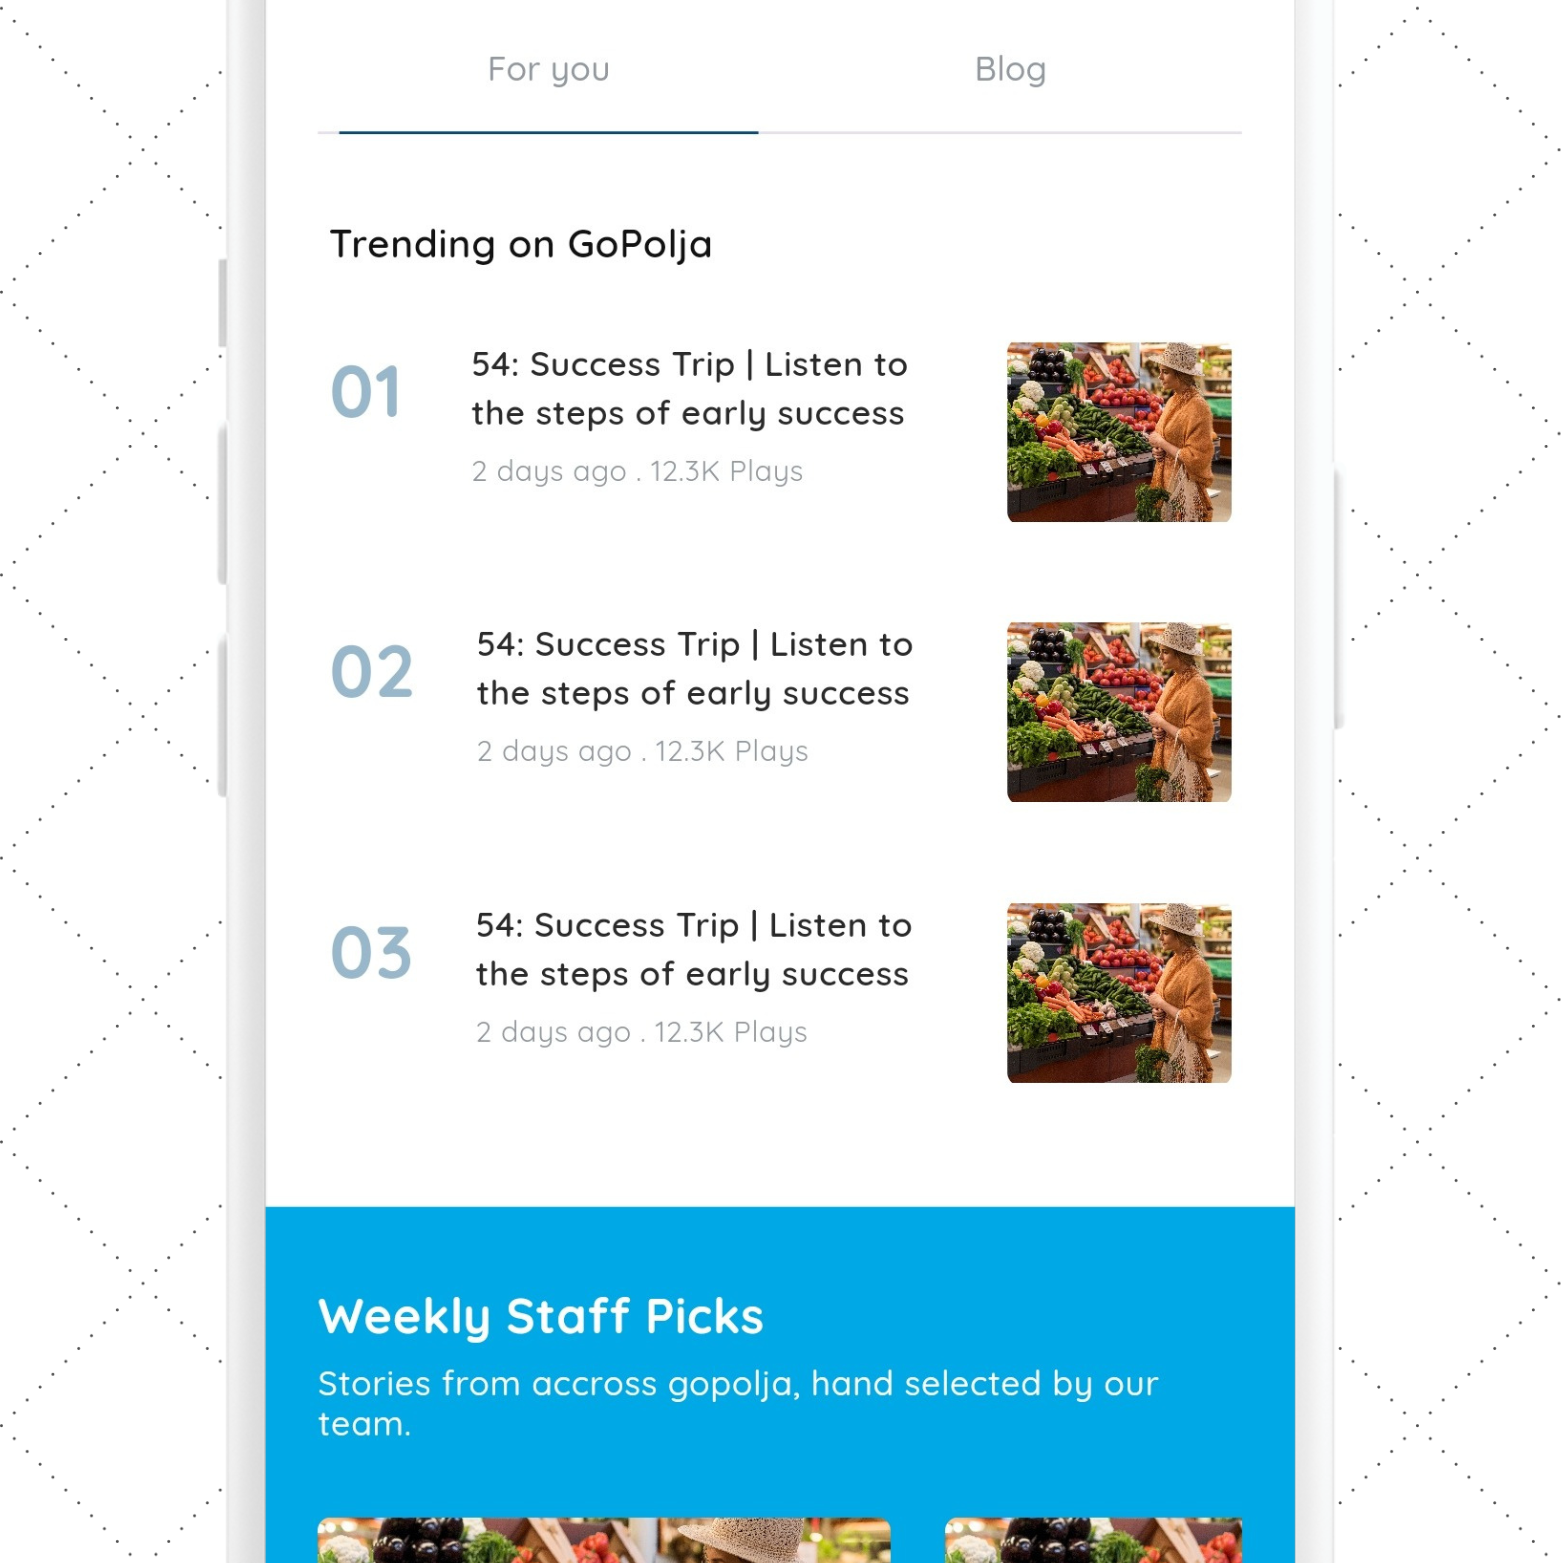 For you
Blog
Trending on GoPolja
01
54: Success Trip | Listen to
the steps of early success
2 days ago . 12.3K Plays
02
54: Success Trip | Listen to
the steps of early success
2 days ago . 12.3K Plays
03
54: Success Trip | Listen to
the steps of early success
2 days ago . 12.3K Plays
Weekly Staff Picks
Stories from accross gopolja, hand selected by our
team.